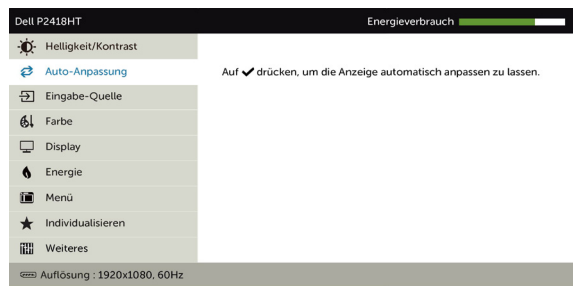 Dell P2418HT
Energieverbrauch
Helligkeit/Kontrast
Auto-Anpassung
Auf ✔ drücken, um die Anzeige automatisch anpassen zu lassen.
Eingabe-Quelle
Farbe
Display
Energie
Menü
Individualisieren
Weiteres
Auflösung : 1920x1080, 60Hz